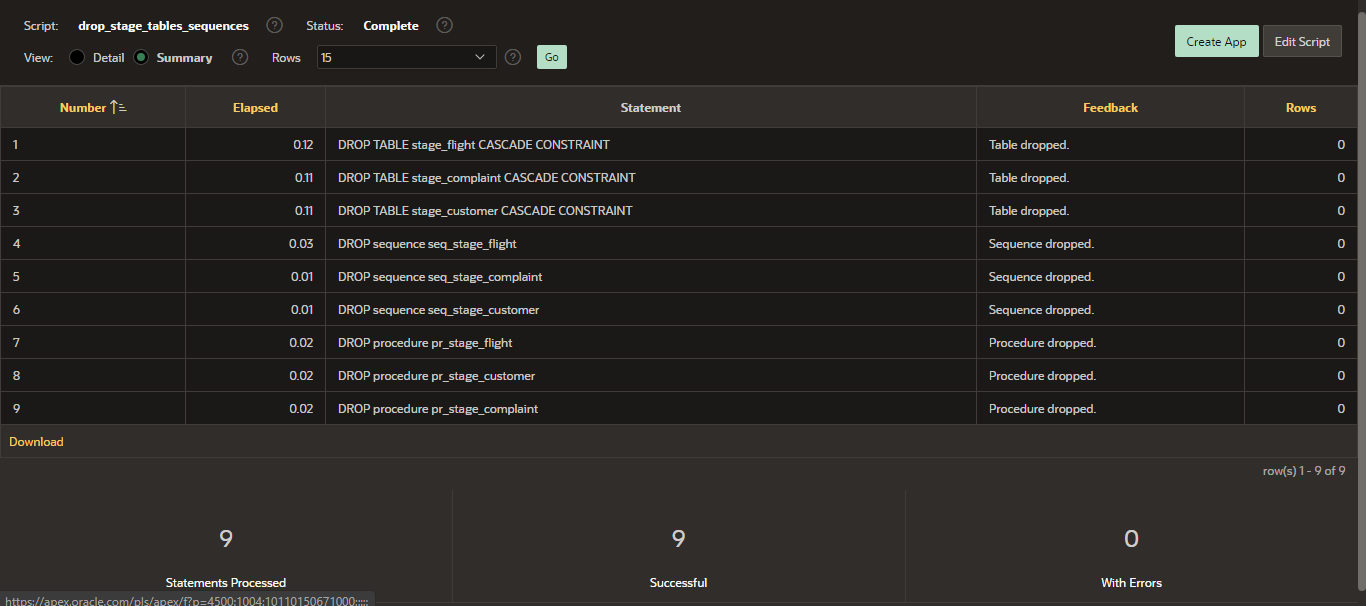 Script: drop_stage_tables_sequences ? Status: Complete ?
View: Detail Summary ? Rows 15 ? Go
Create App Edit Script
Number Elapsed Statement Feedback Rows
1 0.12 DROP TABLE stage_flight CASCADE CONSTRAINT Table dropped. 0
2 0.11 DROP TABLE stage_complaint CASCADE CONSTRAINT Table dropped. 0
3 0.11 DROP TABLE stage_customer CASCADE CONSTRAINT Table dropped. 0
4 0.03 DROP sequence seq_stage_flight Sequence dropped. 0
5 0.01 DROP sequence seq_stage_complaint Sequence dropped. 0
6 0.01 DROP sequence seq_stage_customer Sequence dropped. 0
7 0.02 DROP procedure pr_stage_flight Procedure dropped. 0
8 0.02 DROP procedure pr_stage_customer Procedure dropped. 0
9 0.02 DROP procedure pr_stage_complaint Procedure dropped. 0
Download
row(s) 1 - 9 of 9
9 9 0
Statements Processed Successful With Errors
https://apex.oracle.com/pls/apex/f?p=4500:1004:10110150671000:::::